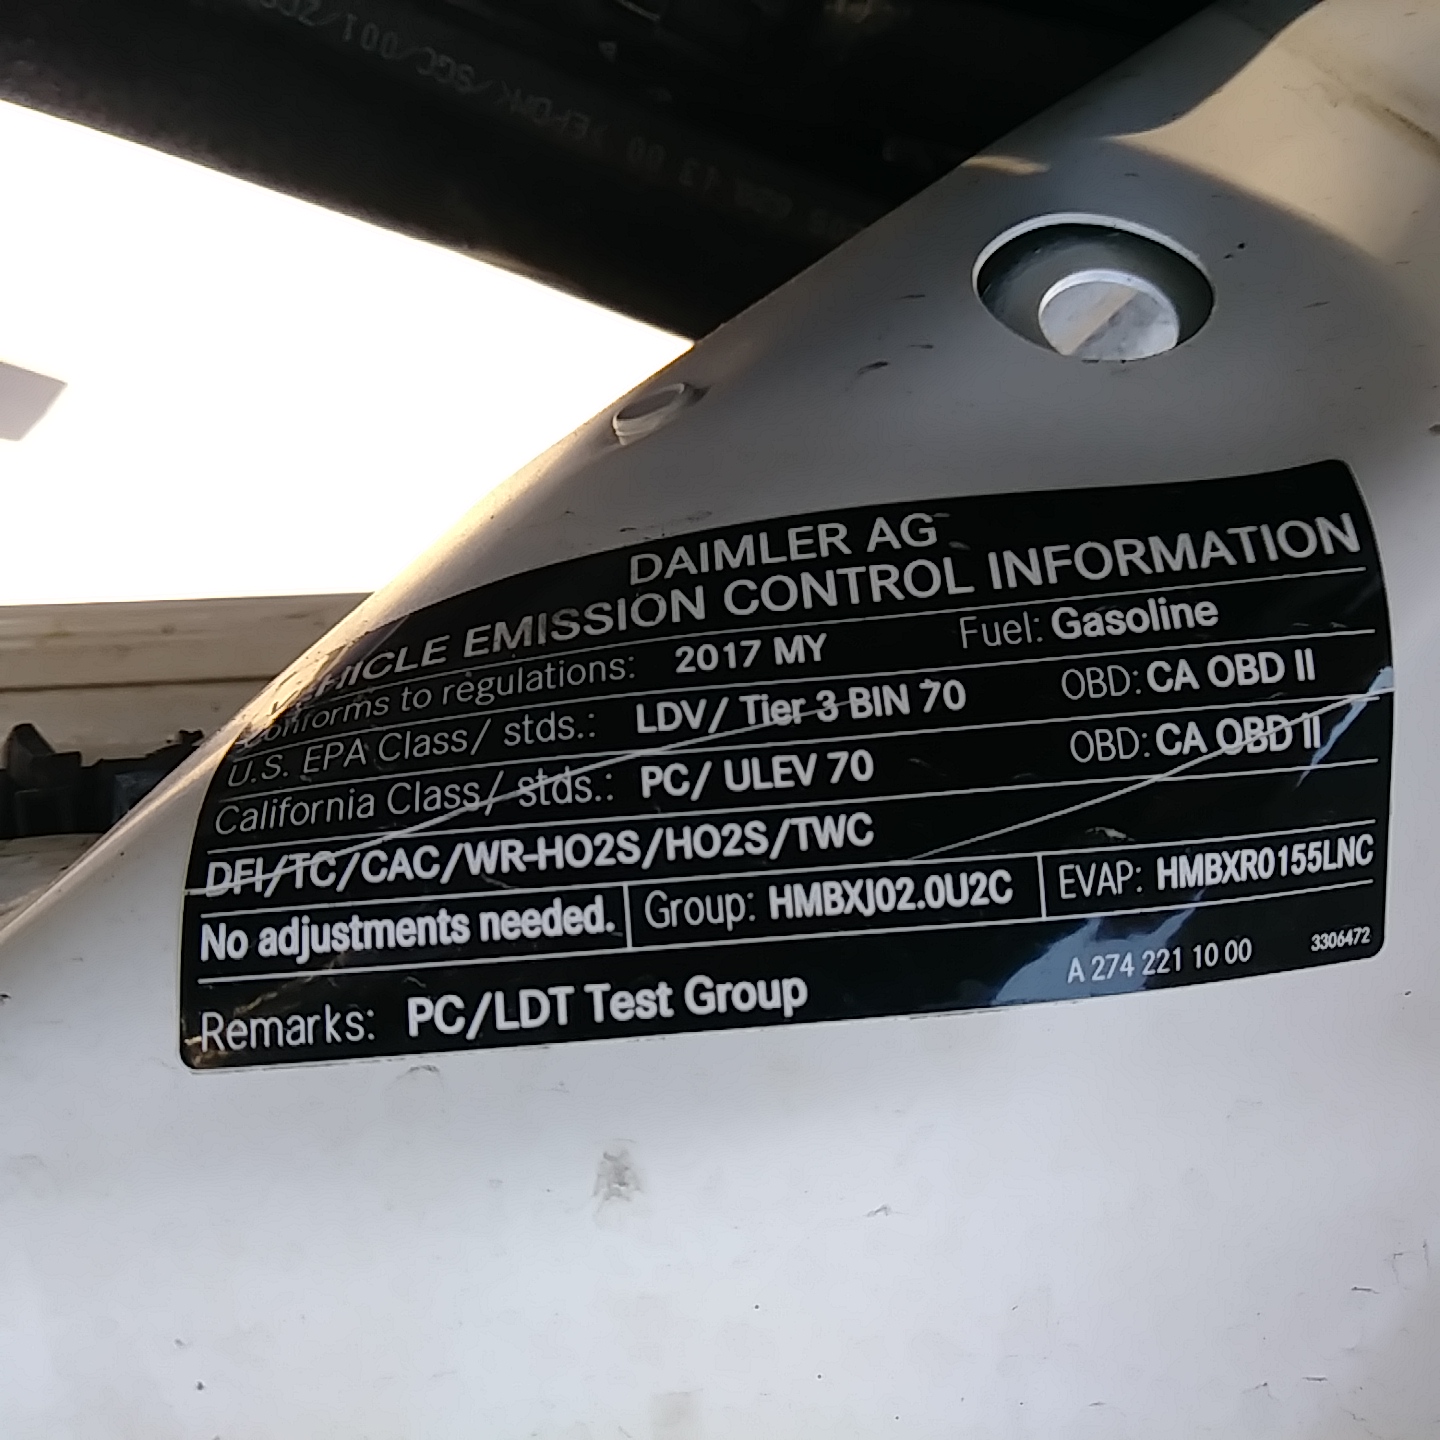 DAIMLER AG
VEHICLE EMISSION CONTROL INFORMATION
Conforms to regulations: 2017 MY Fuel: Gasoline
U.S. EPA Class/ stds.: LDV/ Tier 3 BIN 70 OBD: CA OBD II
California Class/ stds.: PC/ ULEV 70 OBD: CA OBD II
DFI/TC/CAC/WR-HO2S/HO2S/TWC
No adjustments needed. Group: HMBXJ02.0U2C EVAP: HMBXR0155LNC
Remarks: PC/LDT Test Group A 274 221 10 00 3306472